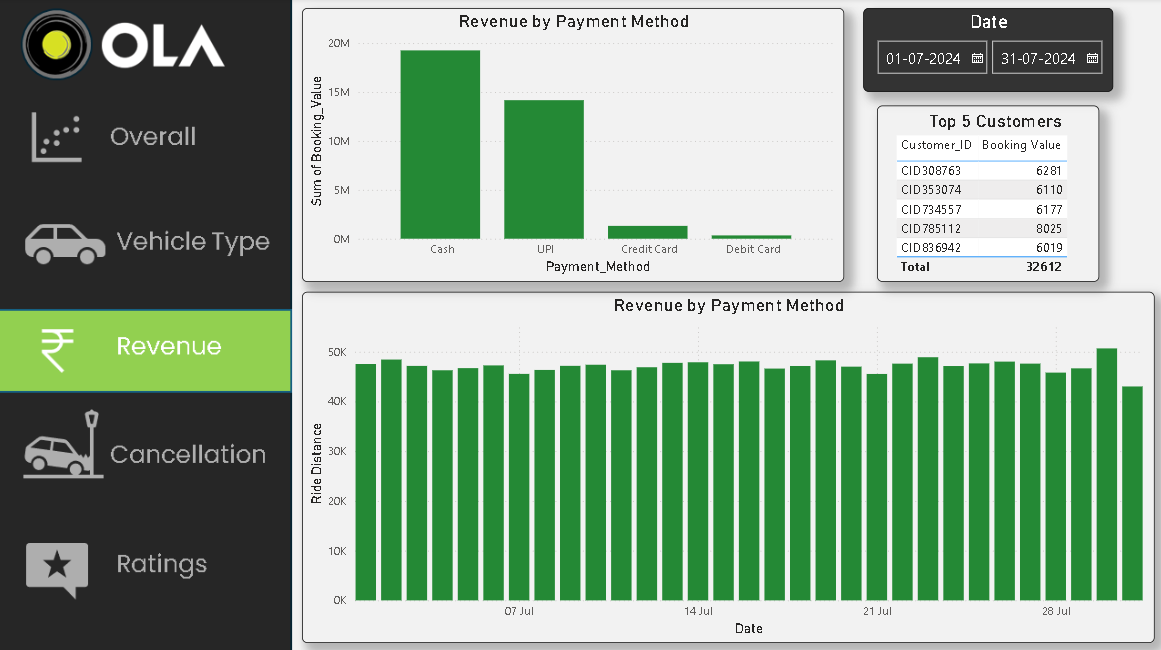 OLA
Overall
Vehicle Type
₹
Revenue
Cancellation
Ratings
Revenue by Payment Method
Sum of Booking_Value
20M
15M
10M
5M
0M
Cash UPI Credit Card Debit Card
Payment_Method
Date
01-07-2024 31-07-2024
Top 5 Customers
Customer_ID Booking Value
CID308763 6281
CID353074 6110
CID734557 6177
CID785112 8025
CID836942 6019
Total 32612
Revenue by Payment Method
Ride Distance
50K
40K
30K
20K
10K
0K
07 Jul 14 Jul 21 Jul 28 Jul
Date